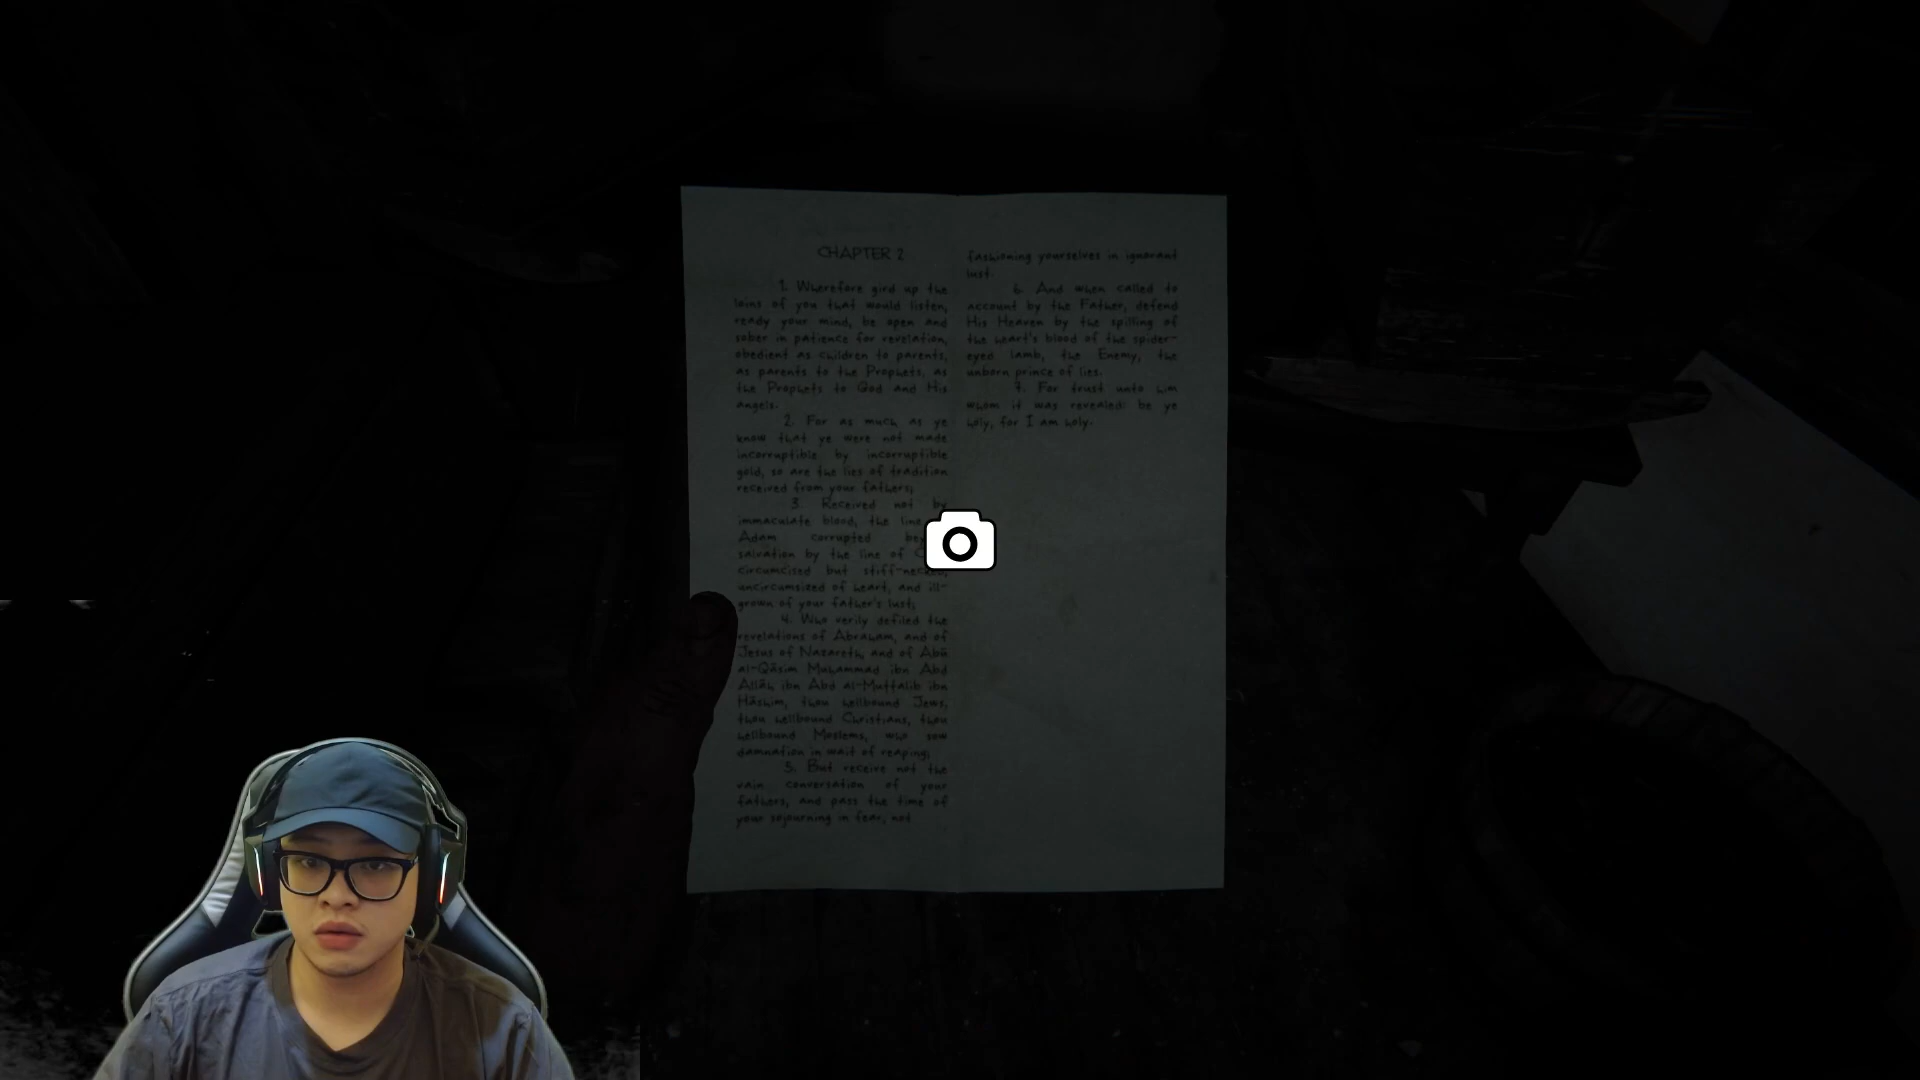 CHAPTER 2
1. Wherefore gird up the
loins of you that would listen,
ready your mind, be open and
sober in patience for revelation,
obedient as children to parents,
as parents to the Prophets, as
the Prophets to God and His
angels.
2. For as much as ye
know that ye were not made
incorruptible by incorruptible
gold, so are the lies of tradition
received from your fathers;
3. Received not by
immaculate blood, the line
Adam corrupted
salvation by the line of
circumcised but stiff-necked,
uncircumsized of heart, and ill-
grown of your father's lust;
4. Who verily defiled the
revelations of Abraham, and of
Jesus of Nazareth, and of Abū
al-Qāsim Muhammad ibn Abd
Allāh ibn Abd al-Muttalib ibn
Hāshim, thou hellbound Jews,
thou hellbound Christians, thou
hellbound Moslems, who sow
damnation in wait of reaping;
5. But receive not the
vain conversation of your
fathers, and pass the time of
your sojourning in fear, not
fashioning yourselves in ignorant
lust.
6. And when called to
account by the Father, defend
His Heaven by the spilling of
the heart's blood of the spider-
eyed lamb, the Enemy, the
unborn prince of lies.
7. For trust unto him
whom it was revealed: be ye
holy, for I am holy.